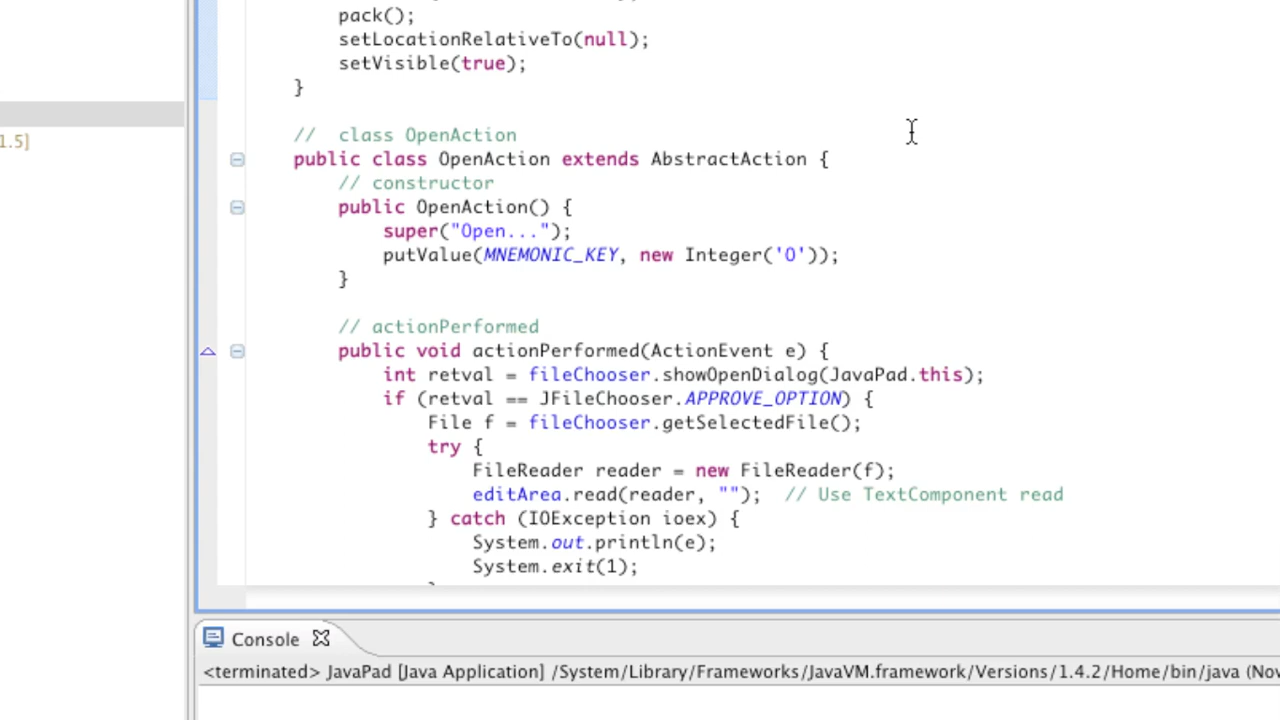 pack();
setLocationRelativeTo(null);
setVisible(true);
}
1.5]
// class OpenAction
public class OpenAction extends AbstractAction {
// constructor
public OpenAction() {
super("Open...");
putValue(MNEMONIC_KEY, new Integer('O'));
}
// actionPerformed
public void actionPerformed(ActionEvent e) {
int retval = fileChooser.showOpenDialog(JavaPad.this);
if (retval == JFileChooser.APPROVE_OPTION) {
File f = fileChooser.getSelectedFile();
try {
FileReader reader = new FileReader(f);
editArea.read(reader, ""); // Use TextComponent read
} catch (IOException ioex) {
System.out.println(e);
System.exit(1);
Console
<terminated> JavaPad [Java Application] /System/Library/Frameworks/JavaVM.framework/Versions/1.4.2/Home/bin/java (Nov